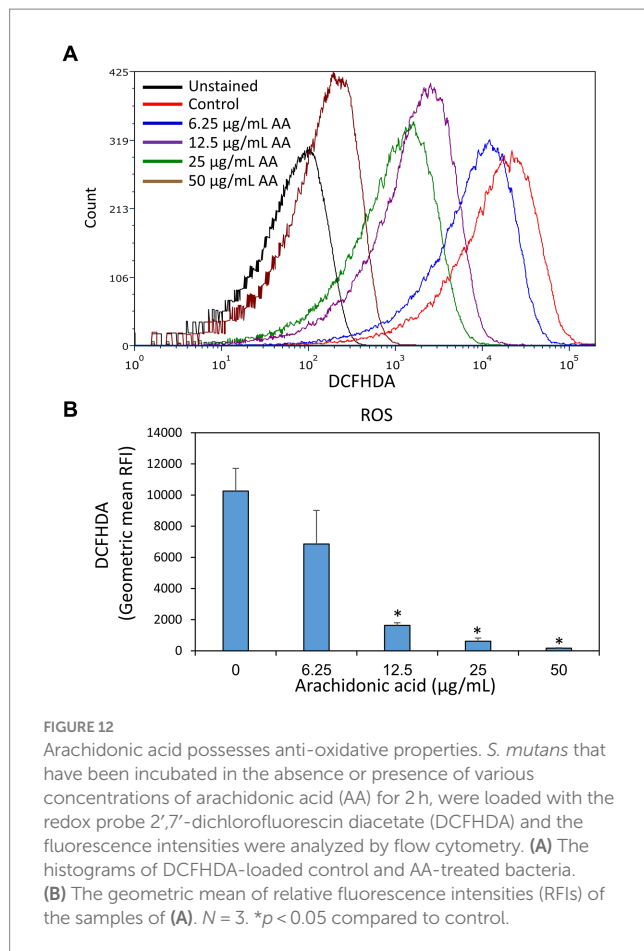 A
425
319
213
106
0
Count
Unstained
Control
6.25 µg/mL AA
12.5 µg/mL AA
25 µg/mL AA
50 µg/mL AA
10⁰ 10¹ 10² 10³ 10⁴ 10⁵
DCFHDA
B
ROS
14000
12000
10000
8000
6000
4000
2000
0
DCFHDA
(Geometric mean RFI)
* * *
0 6.25 12.5 25 50
Arachidonic acid (µg/mL)
FIGURE 12
Arachidonic acid possesses anti-oxidative properties. S. mutans that
have been incubated in the absence or presence of various
concentrations of arachidonic acid (AA) for 2 h, were loaded with the
redox probe 2′,7′-dichlorofluorescin diacetate (DCFHDA) and the
fluorescence intensities were analyzed by flow cytometry. (A) The
histograms of DCFHDA-loaded control and AA-treated bacteria.
(B) The geometric mean of relative fluorescence intensities (RFIs) of
the samples of (A). N = 3. *p < 0.05 compared to control.